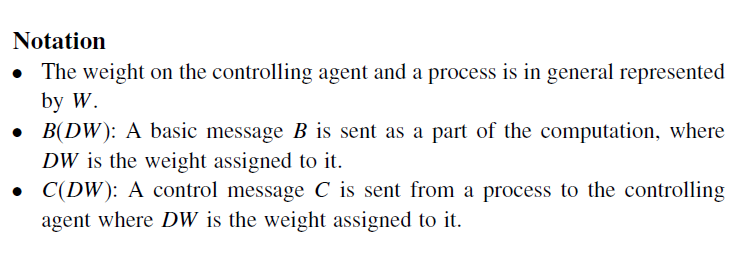 Notation
• The weight on the controlling agent and a process is in general represented
by W.
• B(DW): A basic message B is sent as a part of the computation, where
DW is the weight assigned to it.
• C(DW): A control message C is sent from a process to the controlling
agent where DW is the weight assigned to it.